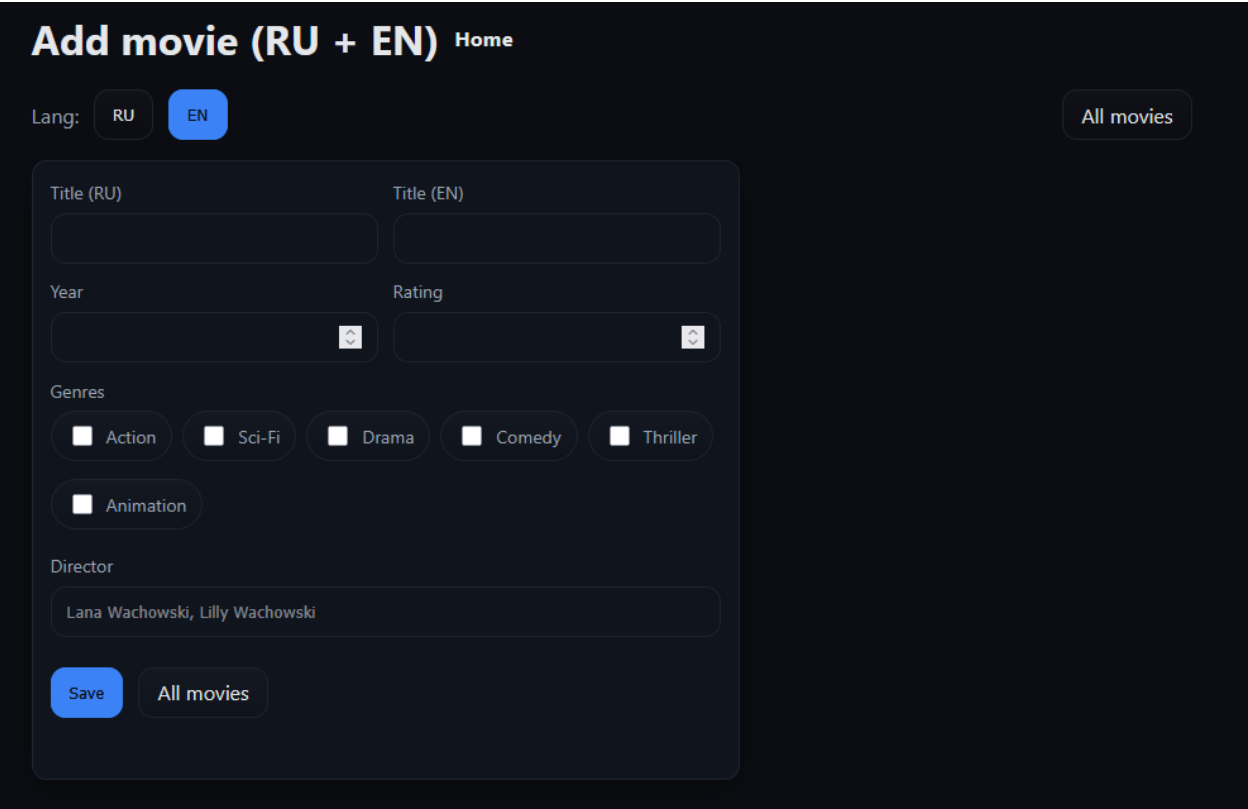 Add movie (RU + EN) Home
Lang: RU EN All movies
Title (RU) Title (EN)
Year Rating
Genres
Action Sci-Fi Drama Comedy Thriller
Animation
Director
Lana Wachowski, Lilly Wachowski
Save All movies